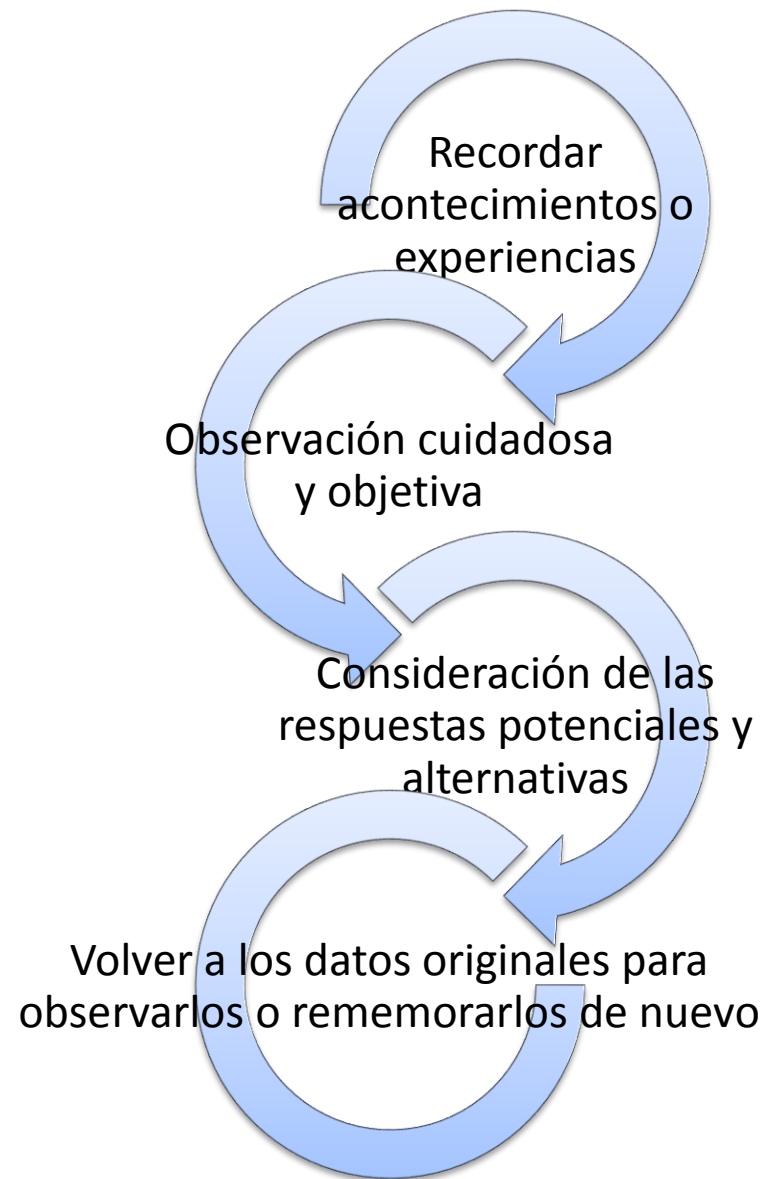 Recordar
acontecimientos o
experiencias
Observación cuidadosa
y objetiva
Consideración de las
respuestas potenciales y
alternativas
Volver a los datos originales para
observarlos o rememorarlos de nuevo